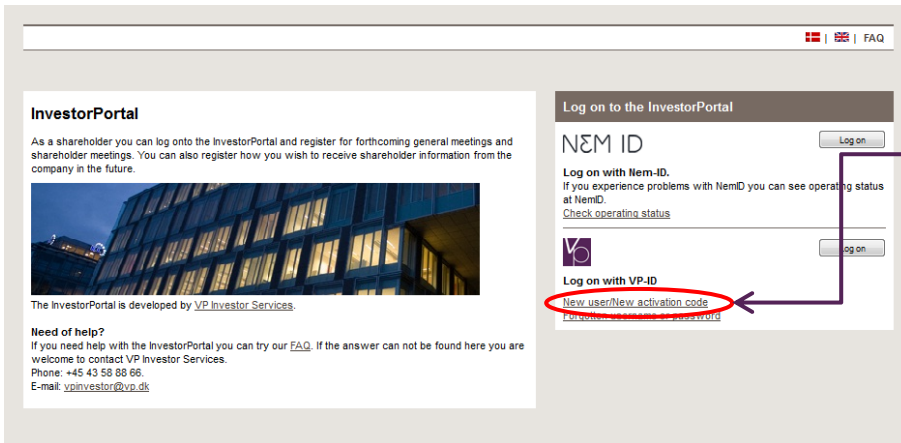 | | FAQ
InvestorPortal
As a shareholder you can log onto the InvestorPortal and register for forthcoming general meetings and
shareholder meetings. You can also register how you wish to receive shareholder information from the
company in the future.
The InvestorPortal is developed by VP Investor Services.
Need of help?
If you need help with the InvestorPortal you can try our FAQ. If the answer can not be found here you are
welcome to contact VP Investor Services.
Phone: +45 43 58 88 66.
E-mail: vpinvestor@vp.dk
Log on to the InvestorPortal
NEM ID
Log on
Log on with Nem-ID.
If you experience problems with NemID you can see operating status
at NemID.
Check operating status
VP
Log on
Log on with VP-ID
New user/New activation code
Forgotten username or password